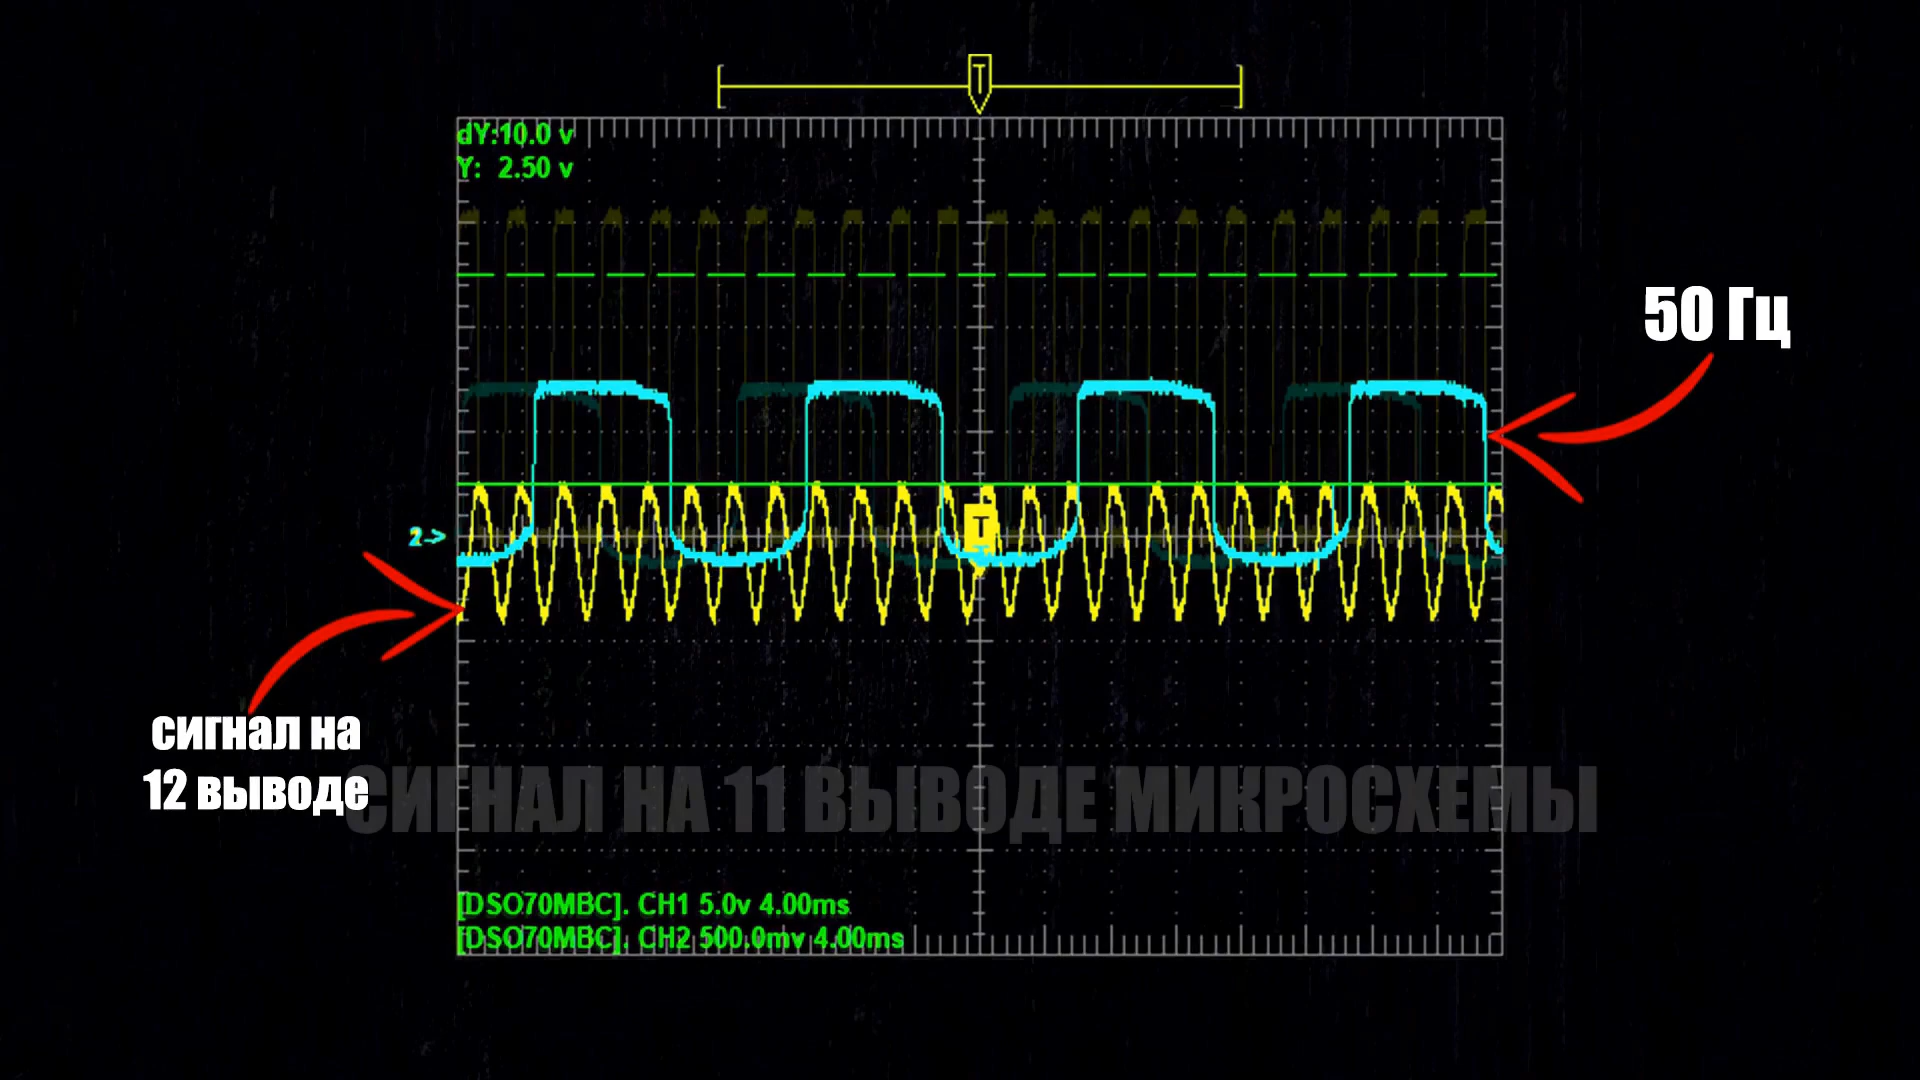 T
dY:10.0 v
Y: 2.50 v
50 Гц
2->
T
сигнал на
12 выводе
СИГНАЛ НА 11 ВЫВОДЕ МИКРОСХЕМЫ
[DSO70MBC]. CH1 5.0v 4.00ms
[DSO70MBC]. CH2 500.0mv 4.00ms